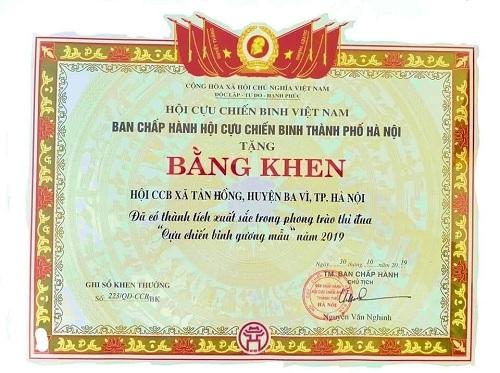 CỘNG HÒA XÃ HỘI CHỦ NGHĨA VIỆT NAM
ĐỘC LẬP - TỰ DO - HẠNH PHÚC
HỘI CỰU CHIẾN BINH VIỆT NAM
BAN CHẤP HÀNH HỘI CỰU CHIẾN BINH THÀNH PHỐ HÀ NỘI
TẶNG
BẰNG KHEN
HỘI CCB XÃ TẢN HỒNG, HUYỆN BA VÌ, TP. HÀ NỘI
Đã có thành tích xuất sắc trong phong trào thi đua
"Cựu chiến binh gương mẫu" năm 2019
Ngày 30 tháng 10 năm 2019
TM. BAN CHẤP HÀNH
CHỦ TỊCH
GHI SỔ KHEN THƯỞNG
Số: 223/QĐ-CCB BK
HÀ NỘI
Nguyễn Văn Nghinh